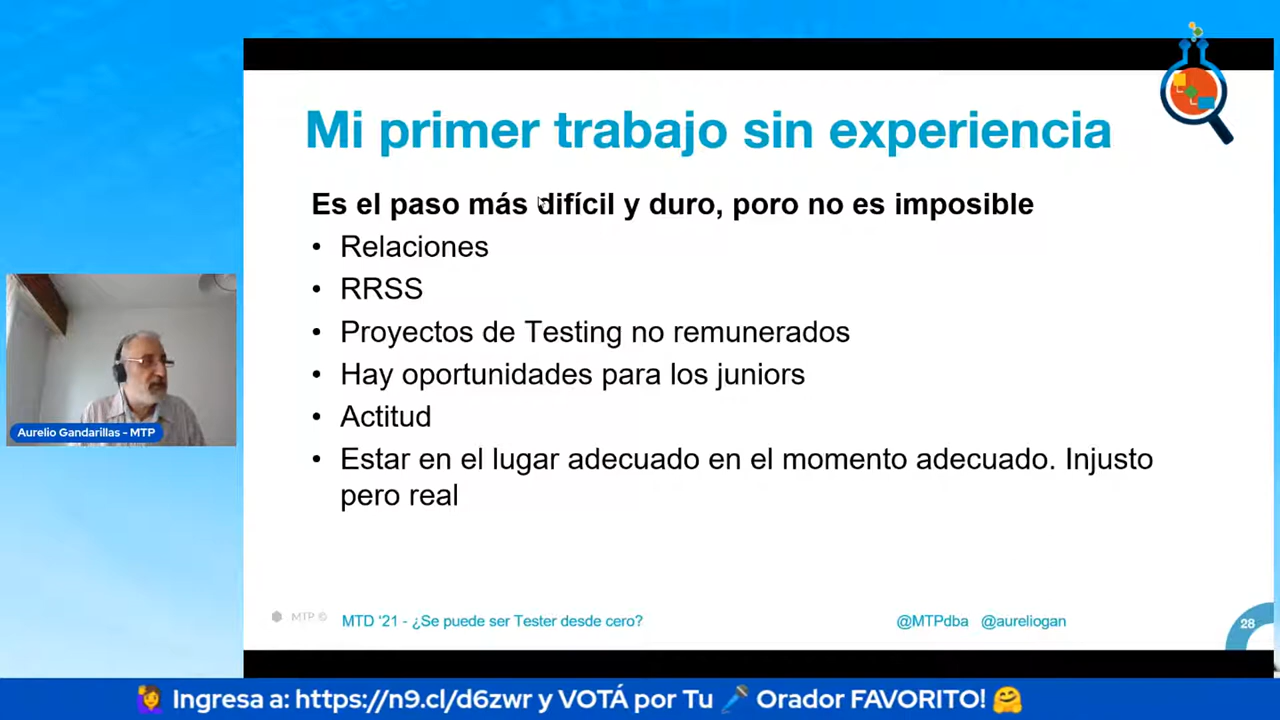 Mi primer trabajo sin experiencia
Es el paso más difícil y duro, poro no es imposible
• Relaciones
• RRSS
• Proyectos de Testing no remunerados
• Hay oportunidades para los juniors
• Actitud
• Estar en el lugar adecuado en el momento adecuado. Injusto
pero real
Aurelio Gandarillas - MTP
MTP © MTD '21 - ¿Se puede ser Tester desde cero? @MTPdba @aureliogan 28
🙋‍♀️ Ingresa a: https://n9.cl/d6zwr y VOTÁ por Tu 🎤 Orador FAVORITO! 🤗